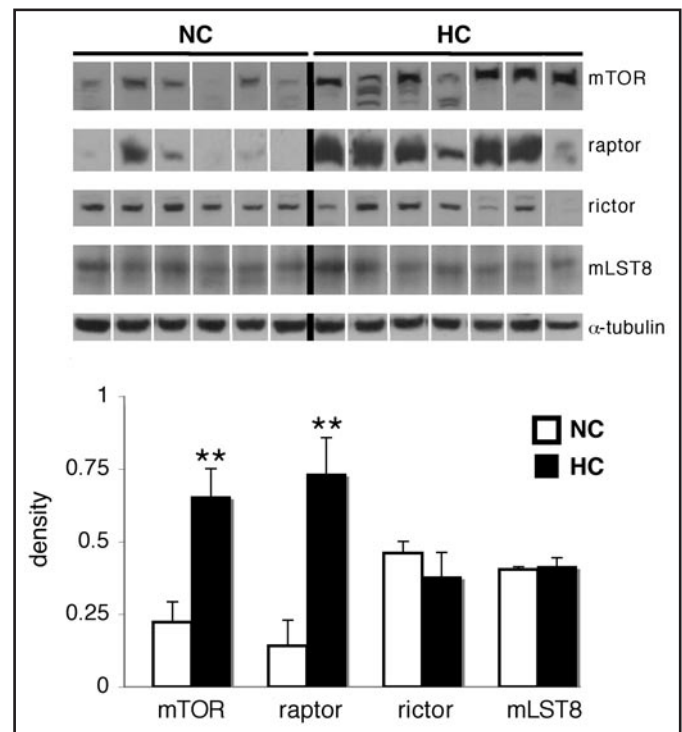 NC HC
mTOR
raptor
rictor
mLST8
α-tubulin
1
0.75
0.5
0.25
0
density
** **
NC
HC
mTOR raptor rictor mLST8